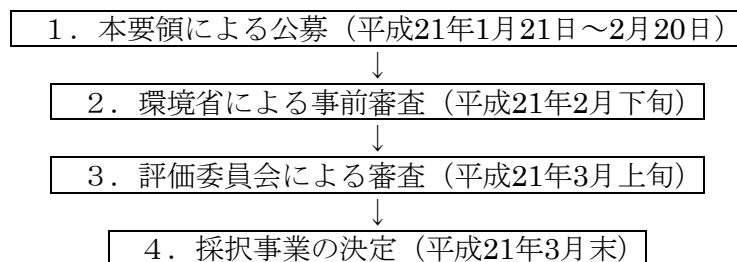 １．本要領による公募（平成21年1月21日～2月20日）
↓
２．環境省による事前審査（平成21年2月下旬）
↓
３．評価委員会による審査（平成21年3月上旬）
↓
４．採択事業の決定（平成21年3月末）